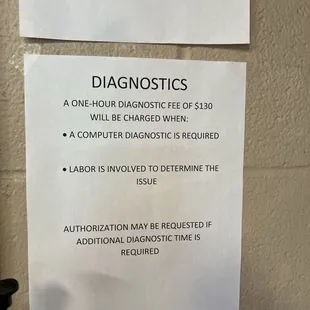 DIAGNOSTICS
A ONE-HOUR DIAGNOSTIC FEE OF $130
WILL BE CHARGED WHEN:
• A COMPUTER DIAGNOSTIC IS REQUIRED
• LABOR IS INVOLVED TO DETERMINE THE
ISSUE
AUTHORIZATION MAY BE REQUESTED IF
ADDITIONAL DIAGNOSTIC TIME IS
REQUIRED